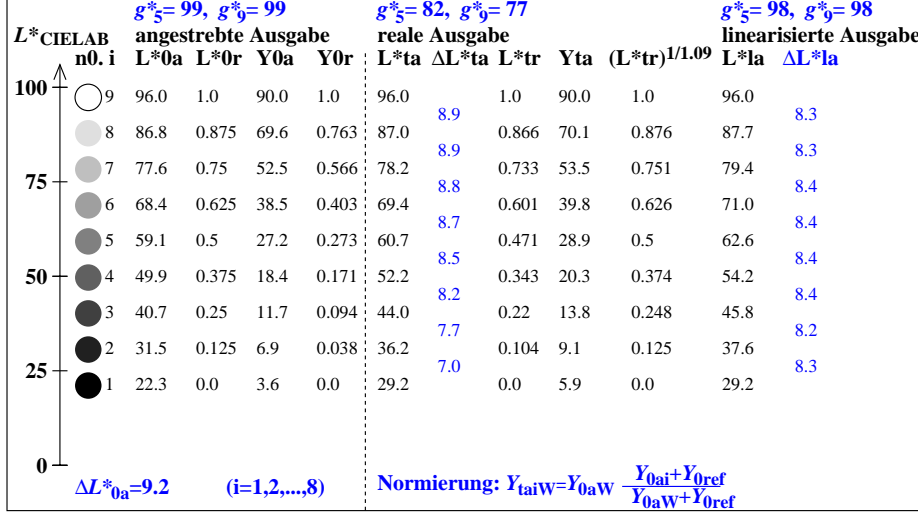 g*5= 99, g*9= 99 g*5= 82, g*9= 77 g*5= 98, g*9= 98
L*CIELAB angestrebte Ausgabe reale Ausgabe linearisierte Ausgabe
n0. i L*0a L*0r Y0a Y0r L*ta ΔL*ta L*tr Yta (L*tr)1/1.09 L*la ΔL*la
100 9 96.0 1.0 90.0 1.0 96.0 1.0 90.0 1.0 96.0
8.9 8.3
8 86.8 0.875 69.6 0.763 87.0 0.866 70.1 0.876 87.7
8.9 8.3
7 77.6 0.75 52.5 0.566 78.2 0.733 53.5 0.751 79.4
75 8.8 8.4
6 68.4 0.625 38.5 0.403 69.4 0.601 39.8 0.626 71.0
8.7 8.4
5 59.1 0.5 27.2 0.273 60.7 0.471 28.9 0.5 62.6
8.5 8.4
50 4 49.9 0.375 18.4 0.171 52.2 0.343 20.3 0.374 54.2
8.2 8.4
3 40.7 0.25 11.7 0.094 44.0 0.22 13.8 0.248 45.8
7.7 8.2
2 31.5 0.125 6.9 0.038 36.2 0.104 9.1 0.125 37.6
25 7.0 8.3
1 22.3 0.0 3.6 0.0 29.2 0.0 5.9 0.0 29.2
0
ΔL*0a=9.2 (i=1,2,...,8) Normierung: YtaiW=Y0aW Y0ai+Y0ref
Y0aW+Y0ref